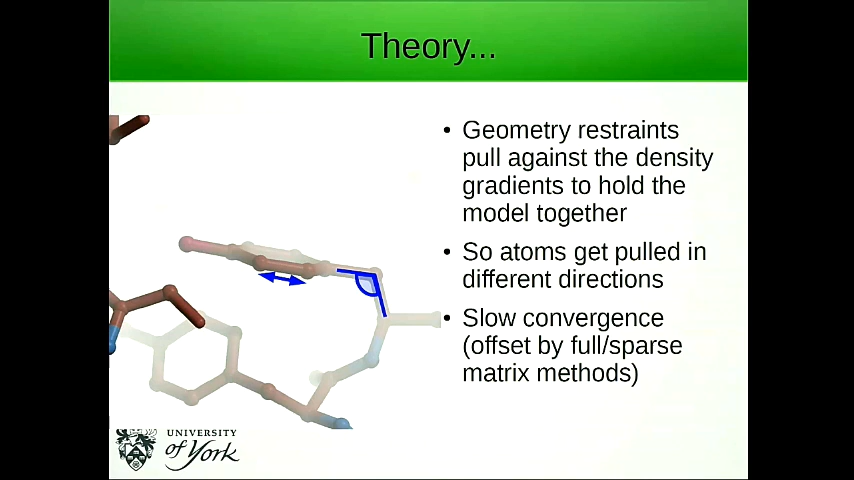 Theory...
• Geometry restraints
pull against the density
gradients to hold the
model together
• So atoms get pulled in
different directions
• Slow convergence
(offset by full/sparse
matrix methods)
UNIVERSITY
of York